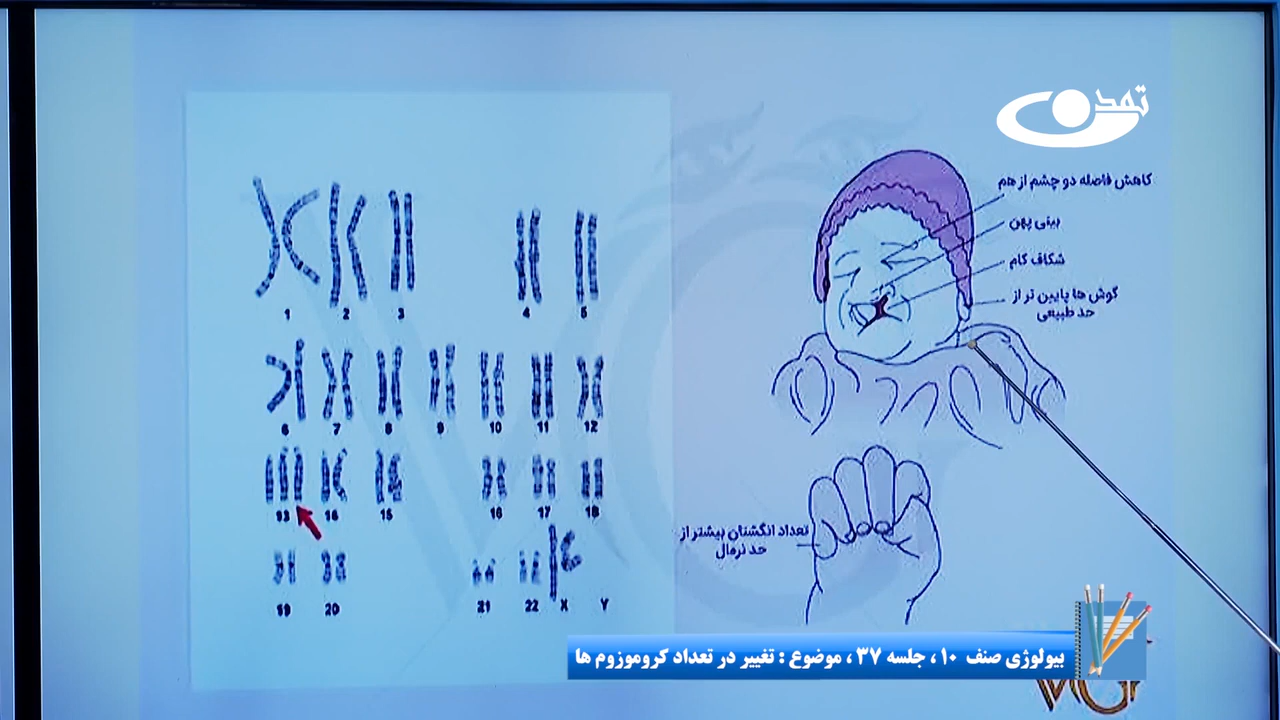 تمدن
کاهش فاصله دو چشم از هم
بینی پهن
شکاف کام
گوش ها پایین تر از
حد طبیعی
1 2 3 4 5
6 7 8 9 10 11 12
13 14 15 16 17 18
19 20 21 22 X Y
تعداد انگشتان بیشتر از
حد نرمال
بیولوژی صنف ۱۰ ، جلسه ۳۷ ، موضوع : تغییر در تعداد کروموزوم ها